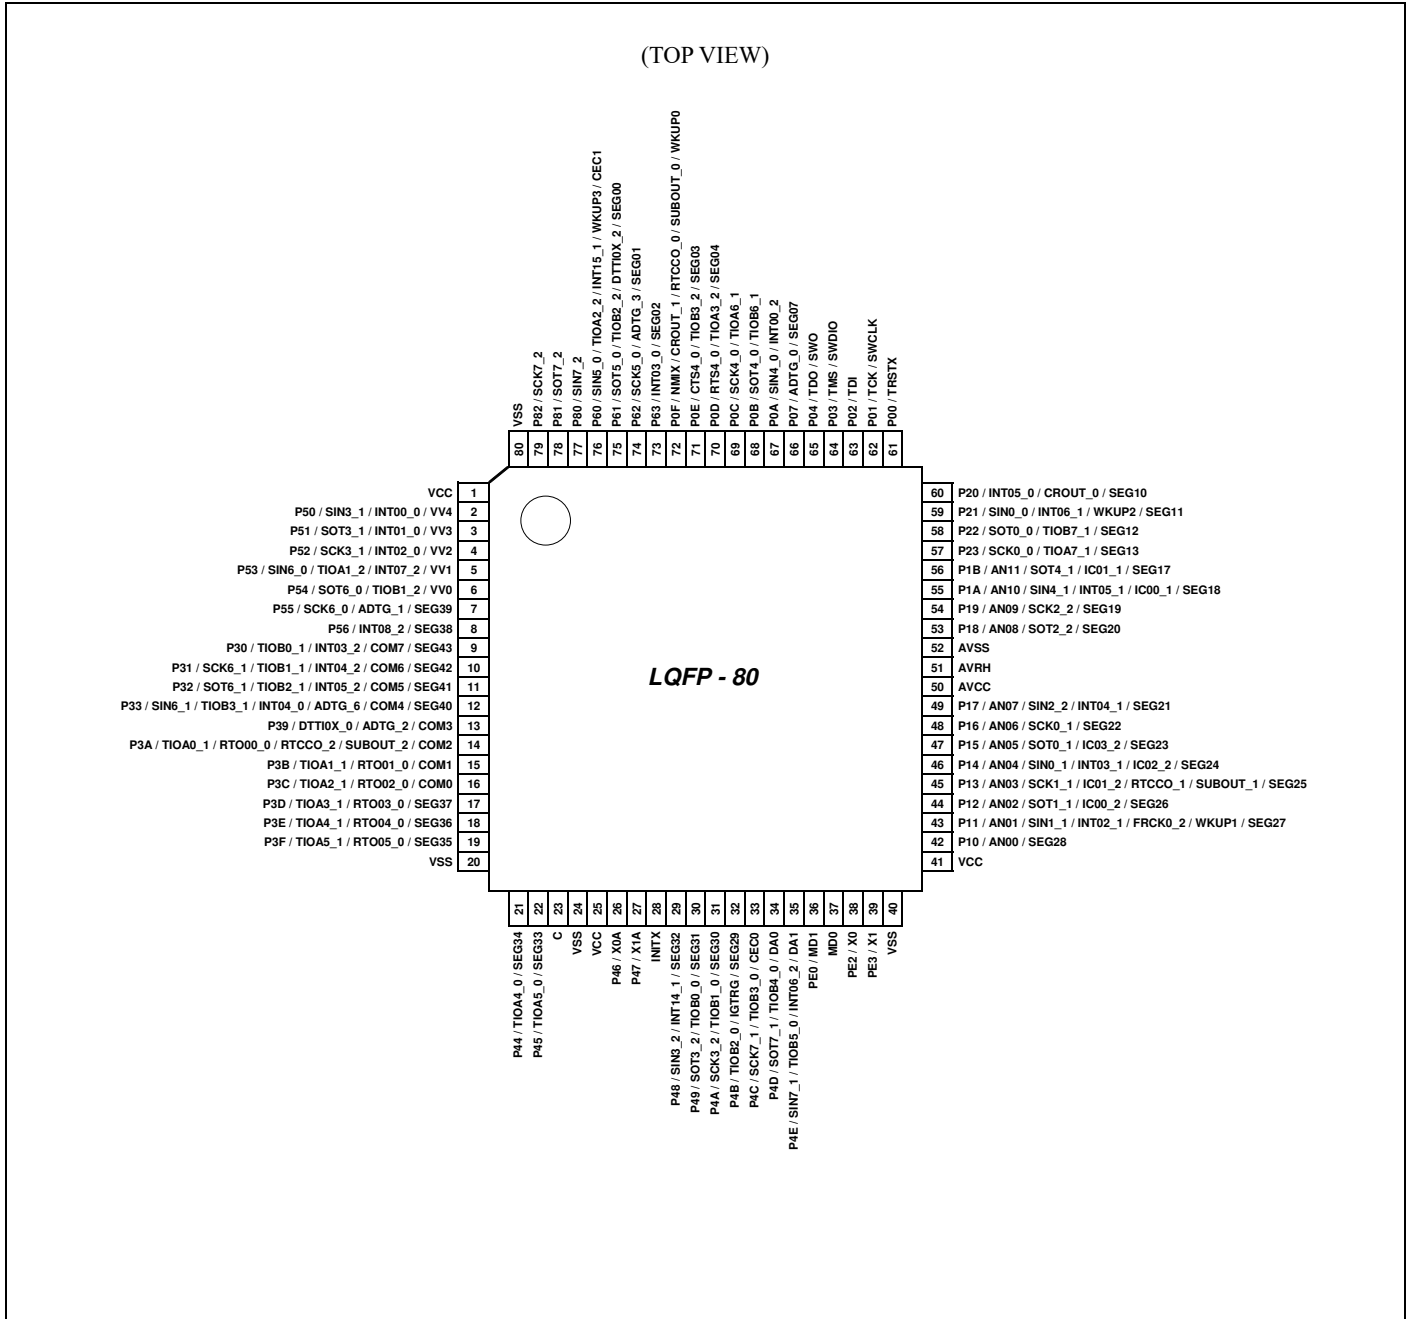 (TOP VIEW)
VSS
P82 / SCK7_2
P81 / SOT7_2
P80 / SIN7_2
P60 / SIN5_0 / TIOA2_2 / INT15_1 / WKUP3 / CEC1
P61 / SOT5_0 / TIOB2_2 / DTTI0X_2 / SEG00
P62 / SCK5_0 / ADTG_3 / SEG01
P63 / INT03_0 / SEG02
P0F / NMIX / CROUT_1 / RTCCO_0 / SUBOUT_0 / WKUP0
P0E / CTS4_0 / TIOB3_2 / SEG03
P0D / RTS4_0 / TIOA3_2 / SEG04
P0C / SCK4_0 / TIOA6_1
P0B / SOT4_0 / TIOB6_1
P0A / SIN4_0 / INT00_2
P07 / ADTG_0 / SEG07
P04 / TDO / SWO
P03 / TMS / SWDIO
P02 / TDI
P01 / TCK / SWCLK
P00 / TRSTX
80 79 78 77 76 75 74 73 72 71 70 69 68 67 66 65 64 63 62 61
VCC 1
P50 / SIN3_1 / INT00_0 / VV4 2
P51 / SOT3_1 / INT01_0 / VV3 3
P52 / SCK3_1 / INT02_0 / VV2 4
P53 / SIN6_0 / TIOA1_2 / INT07_2 / VV1 5
P54 / SOT6_0 / TIOB1_2 / VV0 6
P55 / SCK6_0 / ADTG_1 / SEG39 7
P56 / INT08_2 / SEG38 8
P30 / TIOB0_1 / INT03_2 / COM7 / SEG43 9
P31 / SCK6_1 / TIOB1_1 / INT04_2 / COM6 / SEG42 10
P32 / SOT6_1 / TIOB2_1 / INT05_2 / COM5 / SEG41 11
P33 / SIN6_1 / TIOB3_1 / INT04_0 / ADTG_6 / COM4 / SEG40 12
P39 / DTTI0X_0 / ADTG_2 / COM3 13
P3A / TIOA0_1 / RTO00_0 / RTCCO_2 / SUBOUT_2 / COM2 14
P3B / TIOA1_1 / RTO01_0 / COM1 15
P3C / TIOA2_1 / RTO02_0 / COM0 16
P3D / TIOA3_1 / RTO03_0 / SEG37 17
P3E / TIOA4_1 / RTO04_0 / SEG36 18
P3F / TIOA5_1 / RTO05_0 / SEG35 19
VSS 20
LQFP - 80
60 P20 / INT05_0 / CROUT_0 / SEG10
59 P21 / SIN0_0 / INT06_1 / WKUP2 / SEG11
58 P22 / SOT0_0 / TIOB7_1 / SEG12
57 P23 / SCK0_0 / TIOA7_1 / SEG13
56 P1B / AN11 / SOT4_1 / IC01_1 / SEG17
55 P1A / AN10 / SIN4_1 / INT05_1 / IC00_1 / SEG18
54 P19 / AN09 / SCK2_2 / SEG19
53 P18 / AN08 / SOT2_2 / SEG20
52 AVSS
51 AVRH
50 AVCC
49 P17 / AN07 / SIN2_2 / INT04_1 / SEG21
48 P16 / AN06 / SCK0_1 / SEG22
47 P15 / AN05 / SOT0_1 / IC03_2 / SEG23
46 P14 / AN04 / SIN0_1 / INT03_1 / IC02_2 / SEG24
45 P13 / AN03 / SCK1_1 / IC01_2 / RTCCO_1 / SUBOUT_1 / SEG25
44 P12 / AN02 / SOT1_1 / IC00_2 / SEG26
43 P11 / AN01 / SIN1_1 / INT02_1 / FRCK0_2 / WKUP1 / SEG27
42 P10 / AN00 / SEG28
41 VCC
21 22 23 24 25 26 27 28 29 30 31 32 33 34 35 36 37 38 39 40
P44 / TIOA4_0 / SEG34
P45 / TIOA5_0 / SEG33
C
VSS
VCC
P46 / X0A
P47 / X1A
INITX
P48 / SIN3_2 / INT14_1 / SEG32
P49 / SOT3_2 / TIOB0_0 / SEG31
P4A / SCK3_2 / TIOB1_0 / SEG30
P4B / TIOB2_0 / IGTRG / SEG29
P4C / SCK7_1 / TIOB3_0 / CEC0
P4D / SOT7_1 / TIOB4_0 / DA0
P4E / SIN7_1 / TIOB5_0 / INT06_2 / DA1
PE0 / MD1
MD0
PE2 / X0
PE3 / X1
VSS